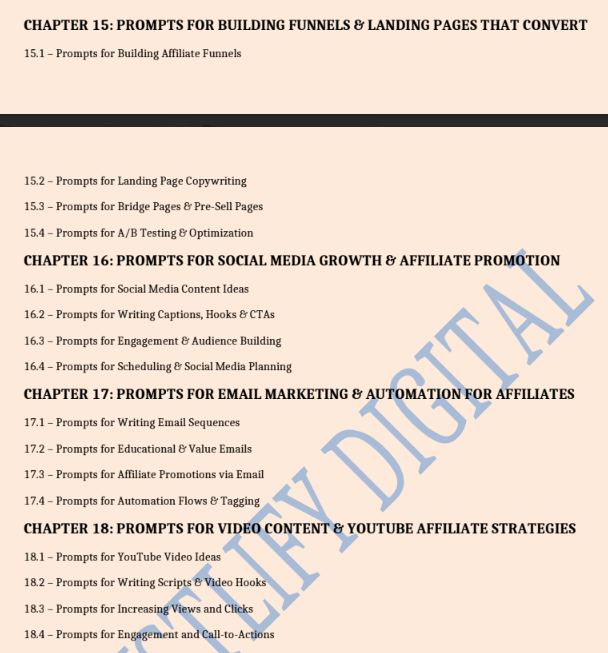 CHAPTER 15: PROMPTS FOR BUILDING FUNNELS & LANDING PAGES THAT CONVERT
15.1 – Prompts for Building Affiliate Funnels
15.2 – Prompts for Landing Page Copywriting
15.3 – Prompts for Bridge Pages & Pre-Sell Pages
15.4 – Prompts for A/B Testing & Optimization
CHAPTER 16: PROMPTS FOR SOCIAL MEDIA GROWTH & AFFILIATE PROMOTION
16.1 – Prompts for Social Media Content Ideas
16.2 – Prompts for Writing Captions, Hooks & CTAs
16.3 – Prompts for Engagement & Audience Building
16.4 – Prompts for Scheduling & Social Media Planning
CHAPTER 17: PROMPTS FOR EMAIL MARKETING & AUTOMATION FOR AFFILIATES
17.1 – Prompts for Writing Email Sequences
17.2 – Prompts for Educational & Value Emails
17.3 – Prompts for Affiliate Promotions via Email
17.4 – Prompts for Automation Flows & Tagging
CHAPTER 18: PROMPTS FOR VIDEO CONTENT & YOUTUBE AFFILIATE STRATEGIES
18.1 – Prompts for YouTube Video Ideas
18.2 – Prompts for Writing Scripts & Video Hooks
18.3 – Prompts for Increasing Views and Clicks
18.4 – Prompts for Engagement and Call-to-Actions
DIGITAL